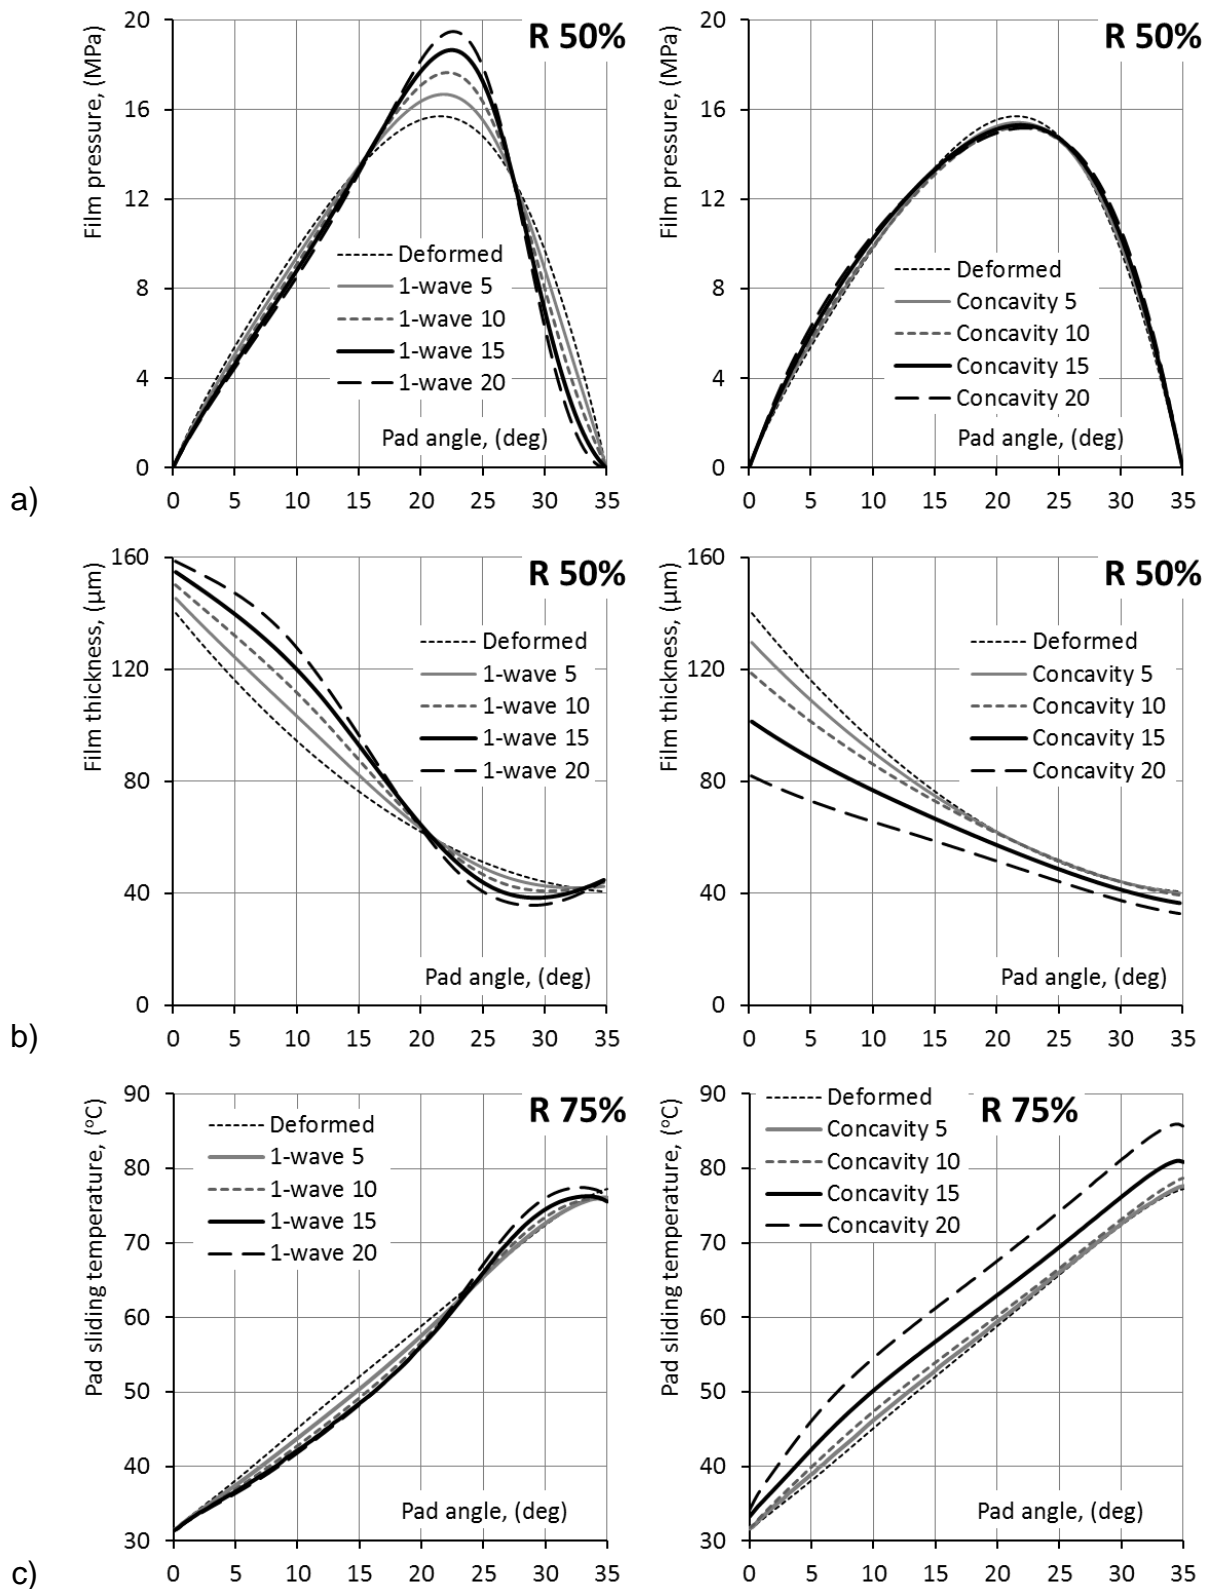 R 50%
Film pressure, (MPa)
20
16
12
8
4
0
Deformed
1-wave 5
1-wave 10
1-wave 15
1-wave 20
Pad angle, (deg)
0 5 10 15 20 25 30 35
R 50%
Film pressure, (MPa)
20
16
12
8
4
0
Deformed
Concavity 5
Concavity 10
Concavity 15
Concavity 20
Pad angle, (deg)
0 5 10 15 20 25 30 35
a)
R 50%
Film thickness, (μm)
160
120
80
40
0
Deformed
1-wave 5
1-wave 10
1-wave 15
1-wave 20
Pad angle, (deg)
0 5 10 15 20 25 30 35
R 50%
Film thickness, (μm)
160
120
80
40
0
Deformed
Concavity 5
Concavity 10
Concavity 15
Concavity 20
Pad angle, (deg)
0 5 10 15 20 25 30 35
b)
R 75%
Pad sliding temperature, (°C)
90
80
70
60
50
40
30
Deformed
1-wave 5
1-wave 10
1-wave 15
1-wave 20
Pad angle, (deg)
0 5 10 15 20 25 30 35
R 75%
Pad sliding temperature, (°C)
90
80
70
60
50
40
30
Deformed
Concavity 5
Concavity 10
Concavity 15
Concavity 20
Pad angle, (deg)
0 5 10 15 20 25 30 35
c)